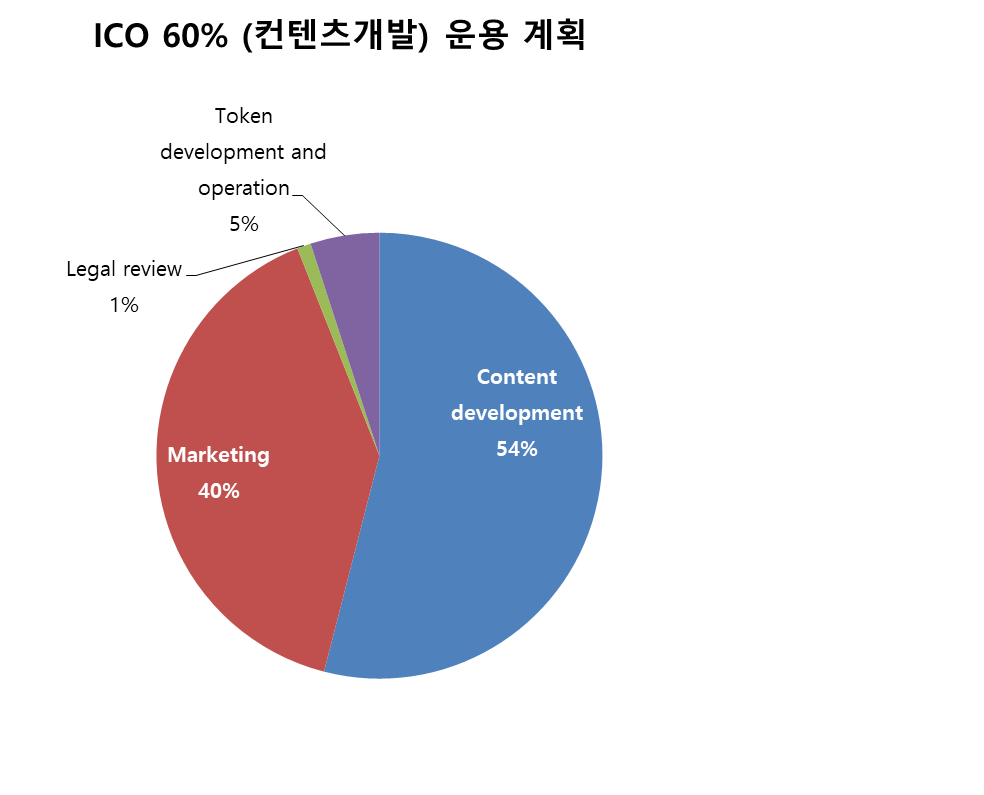 ICO 60% (컨텐츠개발) 운용 계획
Token
development and
operation
5%
Legal review
1%
Content
development
54%
Marketing
40%